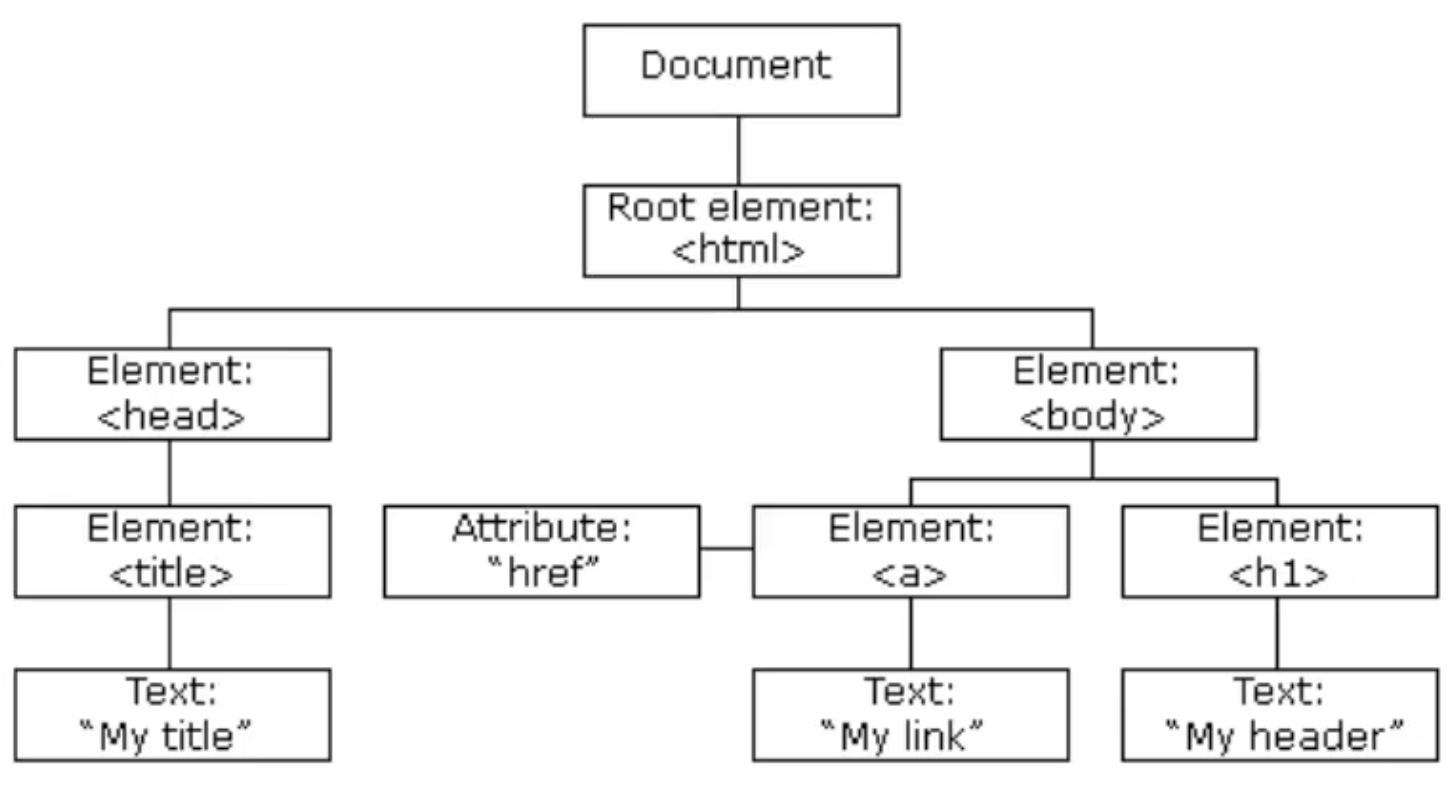 Document
Root element:
<html>
Element:
<head>
Element:
<body>
Element:
<title>
Attribute:
“href”
Element:
<a>
Element:
<h1>
Text:
“My title”
Text:
“My link”
Text:
“My header”